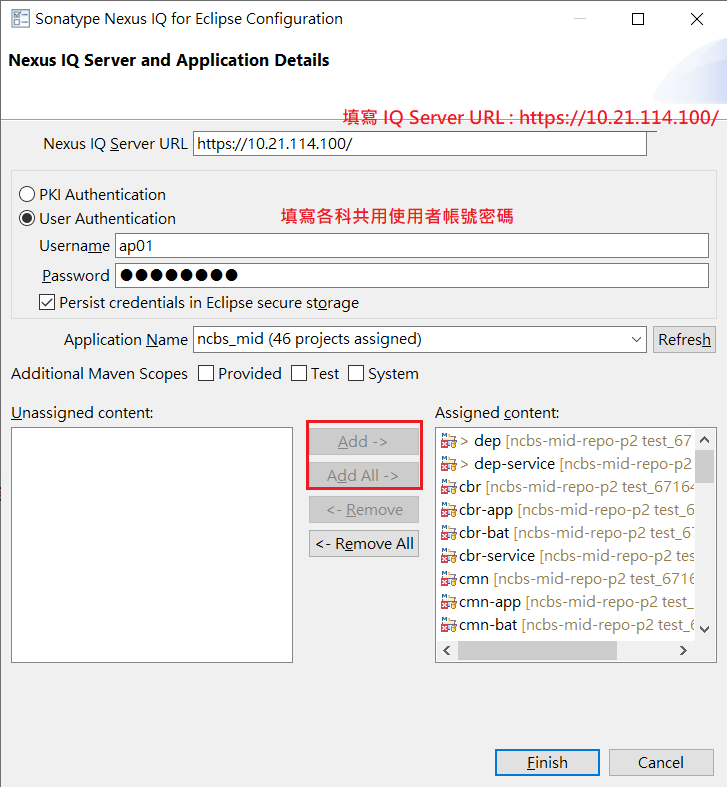 Sonatype Nexus IQ for Eclipse Configuration
Nexus IQ Server and Application Details
填寫 IQ Server URL : https://10.21.114.100/
Nexus IQ Server URL https://10.21.114.100/
PKI Authentication
User Authentication
填寫各科共用使用者帳號密碼
Username ap01
Password ●●●●●●●●
Persist credentials in Eclipse secure storage
Application Name ncbs_mid (46 projects assigned) Refresh
Additional Maven Scopes Provided Test System
Unassigned content:
Add ->
Add All ->
<- Remove
<- Remove All
Assigned content:
> dep [ncbs-mid-repo-p2 test_67
> dep-service [ncbs-mid-repo-p2
cbr [ncbs-mid-repo-p2 test_67164
cbr-app [ncbs-mid-repo-p2 test_6
cbr-bat [ncbs-mid-repo-p2 test_67
cbr-service [ncbs-mid-repo-p2 tes
cmn [ncbs-mid-repo-p2 test_6716
cmn-app [ncbs-mid-repo-p2 test_
cmn-bat [ncbs-mid-repo-p2 test_6
Finish Cancel